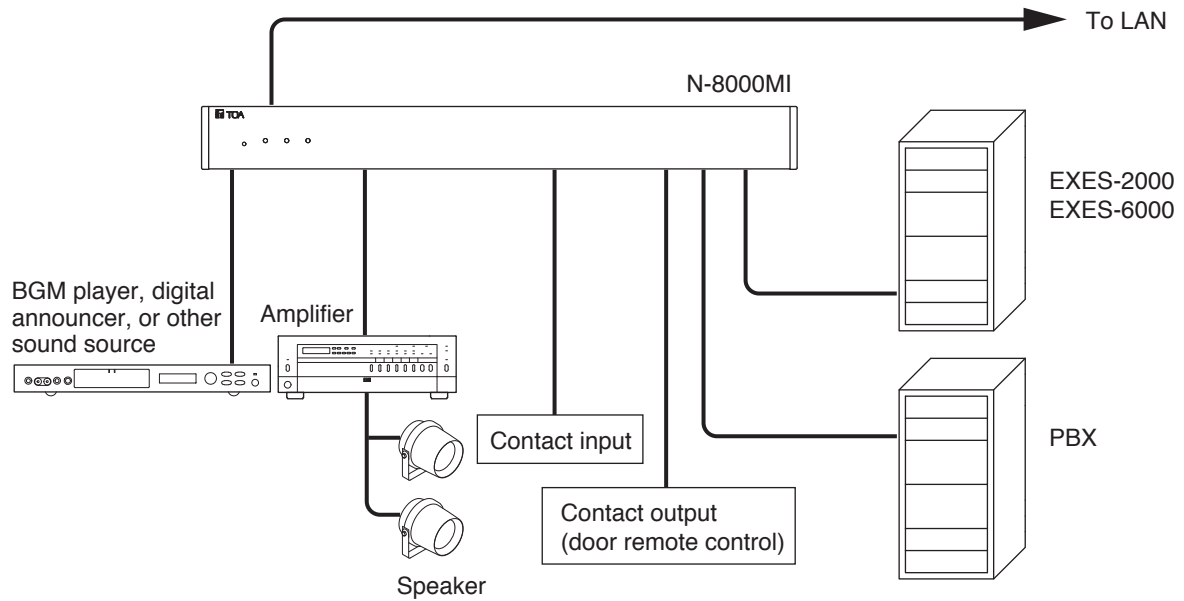 To LAN
N-8000MI
TOA
EXES-2000
EXES-6000
BGM player, digital
announcer, or other
sound source
Amplifier
Contact input
PBX
Contact output
(door remote control)
Speaker